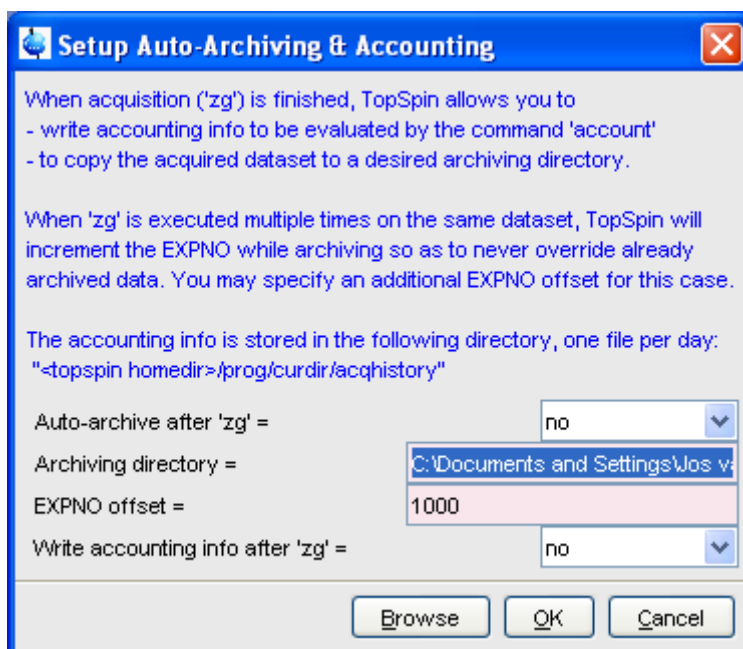 Setup Auto-Archiving & Accounting
When acquisition ('zg') is finished, TopSpin allows you to
- write accounting info to be evaluated by the command 'account'
- to copy the acquired dataset to a desired archiving directory.
When 'zg' is executed multiple times on the same dataset, TopSpin will
increment the EXPNO while archiving so as to never override already
archived data. You may specify an additional EXPNO offset for this case.
The accounting info is stored in the following directory, one file per day:
"<topspin homedir>/prog/curdir/acqhistory"
Auto-archive after 'zg' = no
Archiving directory = C:\Documents and Settings\Jos va
EXPNO offset = 1000
Write accounting info after 'zg' = no
Browse OK Cancel